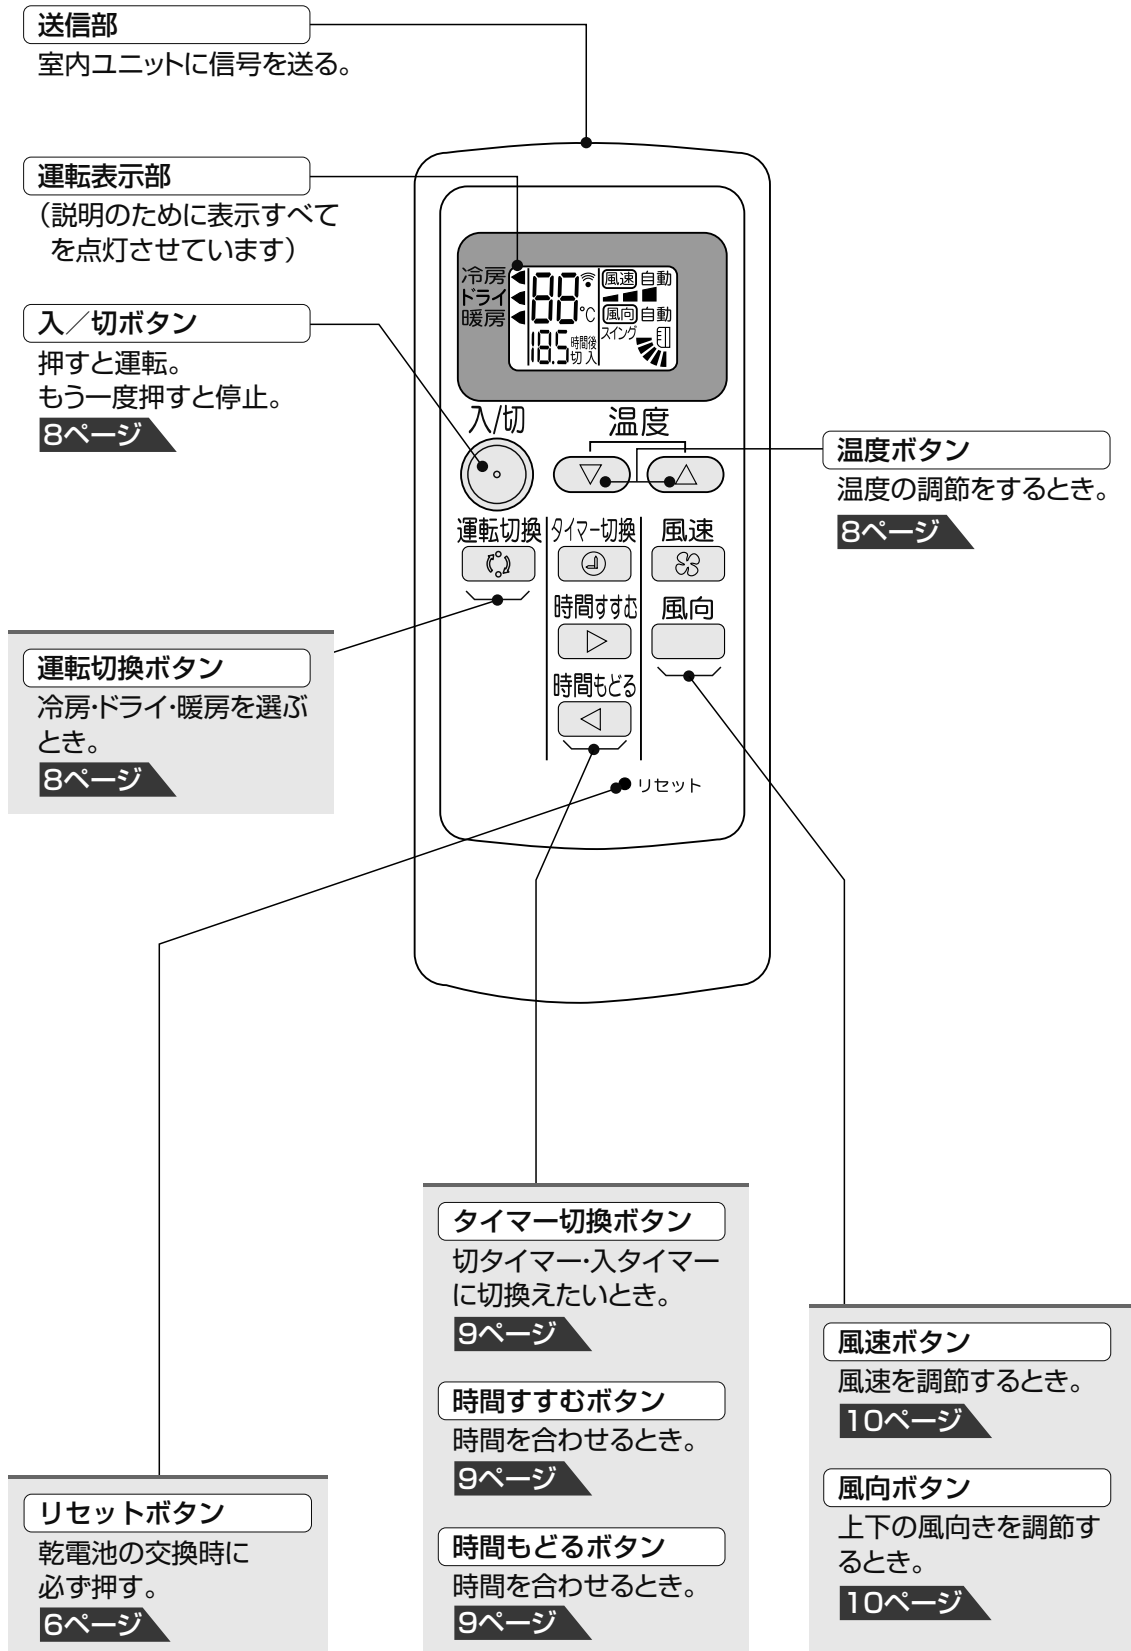 送信部
室内ユニットに信号を送る。
運転表示部
（説明のために表示すべて
を点灯させています）
入／切ボタン
押すと運転。
もう一度押すと停止。
8ページ
冷房
ドライ
暖房
88℃
18.5
時間後
切 入
風速 自動
風向 自動
スイング
入/切
温度
運転切換
タイマー切換
風速
時間すすむ
風向
時間もどる
リセット
温度ボタン
温度の調節をするとき。
8ページ
運転切換ボタン
冷房･ドライ･暖房を選ぶ
とき。
8ページ
リセットボタン
乾電池の交換時に
必ず押す。
6ページ
タイマー切換ボタン
切タイマー･入タイマー
に切換えたいとき。
9ページ
時間すすむボタン
時間を合わせるとき。
9ページ
時間もどるボタン
時間を合わせるとき。
9ページ
風速ボタン
風速を調節するとき。
10ページ
風向ボタン
上下の風向きを調節す
るとき。
10ページ